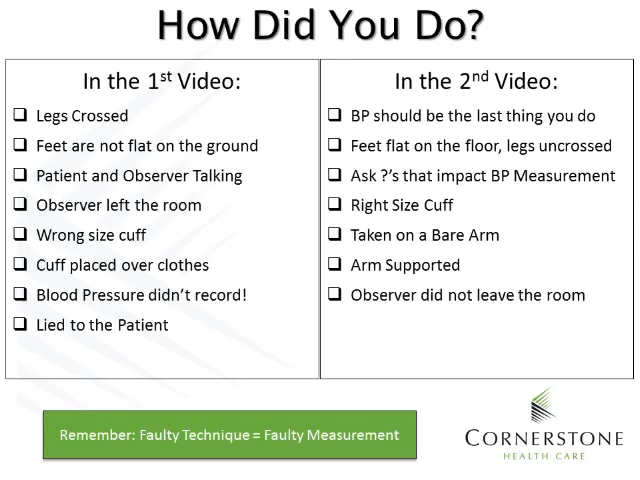 How Did You Do?
In the 1st Video:
Legs Crossed
Feet are not flat on the ground
Patient and Observer Talking
Observer left the room
Wrong size cuff
Cuff placed over clothes
Blood Pressure didn't record!
Lied to the Patient
In the 2nd Video:
BP should be the last thing you do
Feet flat on the floor, legs uncrossed
Ask ?'s that impact BP Measurement
Right Size Cuff
Taken on a Bare Arm
Arm Supported
Observer did not leave the room
Remember: Faulty Technique = Faulty Measurement
CORNERSTONE
HEALTH CARE